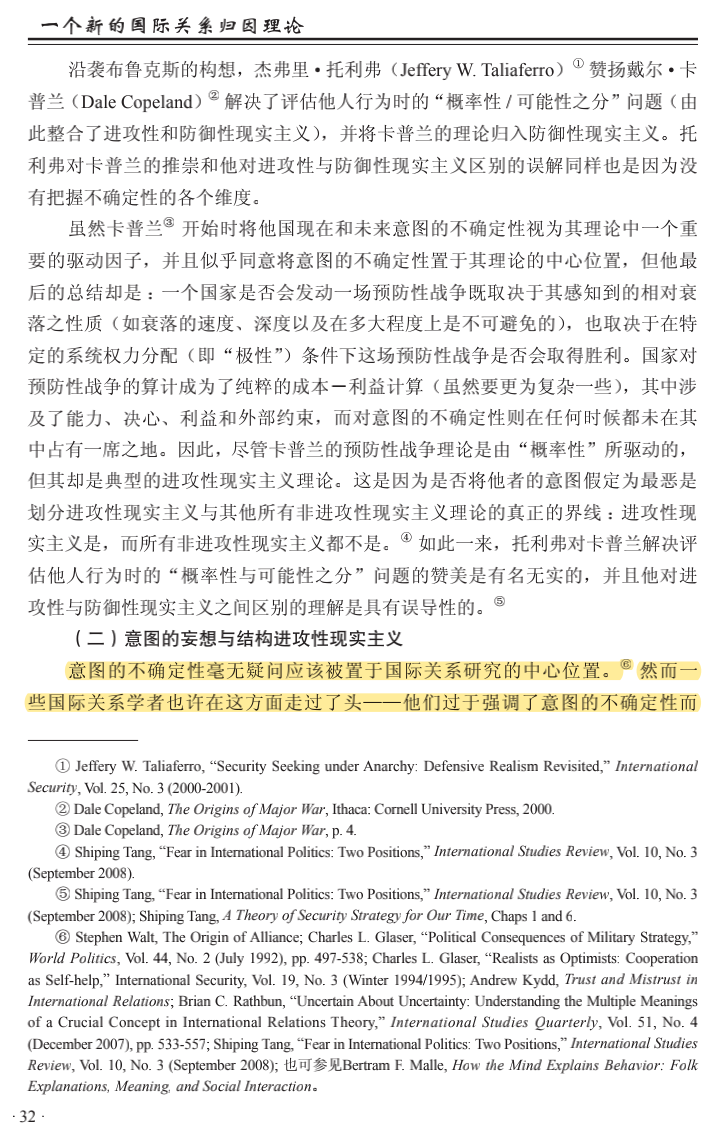 一个新的国际关系归因理论
沿袭布鲁克斯的构想，杰弗里·托利弗（Jeffery W. Taliaferro）① 赞扬戴尔·卡
普兰（Dale Copeland）② 解决了评估他人行为时的“概率性 / 可能性之分”问题（由
此整合了进攻性和防御性现实主义），并将卡普兰的理论归入防御性现实主义。托
利弗对卡普兰的推崇和他对进攻性与防御性现实主义区别的误解同样也是因为没
有把握不确定性的各个维度。
虽然卡普兰③ 开始时将他国现在和未来意图的不确定性视为其理论中一个重
要的驱动因子，并且似乎同意将意图的不确定性置于其理论的中心位置，但他最
后的总结却是：一个国家是否会发动一场预防性战争既取决于其感知到的相对衰
落之性质（如衰落的速度、深度以及在多大程度上是不可避免的），也取决于在特
定的系统权力分配（即“极性”）条件下这场预防性战争是否会取得胜利。国家对
预防性战争的算计成为了纯粹的成本－利益计算（虽然要更为复杂一些），其中涉
及了能力、决心、利益和外部约束，而对意图的不确定性则在任何时候都未在其
中占有一席之地。因此，尽管卡普兰的预防性战争理论是由“概率性”所驱动的，
但其却是典型的进攻性现实主义理论。这是因为是否将他者的意图假定为最恶是
划分进攻性现实主义与其他所有非进攻性现实主义理论的真正的界线：进攻性现
实主义是，而所有非进攻性现实主义都不是。④ 如此一来，托利弗对卡普兰解决评
估他人行为时的“概率性与可能性之分”问题的赞美是有名无实的，并且他对进
攻性与防御性现实主义之间区别的理解是具有误导性的。⑤
（二）意图的妄想与结构进攻性现实主义
意图的不确定性毫无疑问应该被置于国际关系研究的中心位置。⑥ 然而一
些国际关系学者也许在这方面走过了头——他们过于强调了意图的不确定性而
① Jeffery W. Taliaferro, “Security Seeking under Anarchy: Defensive Realism Revisited,” International
Security, Vol. 25, No. 3 (2000-2001).
② Dale Copeland, The Origins of Major War, Ithaca: Cornell University Press, 2000.
③ Dale Copeland, The Origins of Major War, p. 4.
④ Shiping Tang, “Fear in International Politics: Two Positions,” International Studies Review, Vol. 10, No. 3
(September 2008).
⑤ Shiping Tang, “Fear in International Politics: Two Positions,” International Studies Review, Vol. 10, No. 3
(September 2008); Shiping Tang, A Theory of Security Strategy for Our Time, Chaps 1 and 6.
⑥ Stephen Walt, The Origin of Alliance; Charles L. Glaser, “Political Consequences of Military Strategy,”
World Politics, Vol. 44, No. 2 (July 1992), pp. 497-538; Charles L. Glaser, “Realists as Optimists: Cooperation
as Self-help,” International Security, Vol. 19, No. 3 (Winter 1994/1995); Andrew Kydd, Trust and Mistrust in
International Relations; Brian C. Rathbun, “Uncertain About Uncertainty: Understanding the Multiple Meanings
of a Crucial Concept in International Relations Theory,” International Studies Quarterly, Vol. 51, No. 4
(December 2007), pp. 533-557; Shiping Tang, “Fear in International Politics: Two Positions,” International Studies
Review, Vol. 10, No. 3 (September 2008); 也可参见Bertram F. Malle, How the Mind Explains Behavior: Folk
Explanations, Meaning, and Social Interaction。
· 32 ·